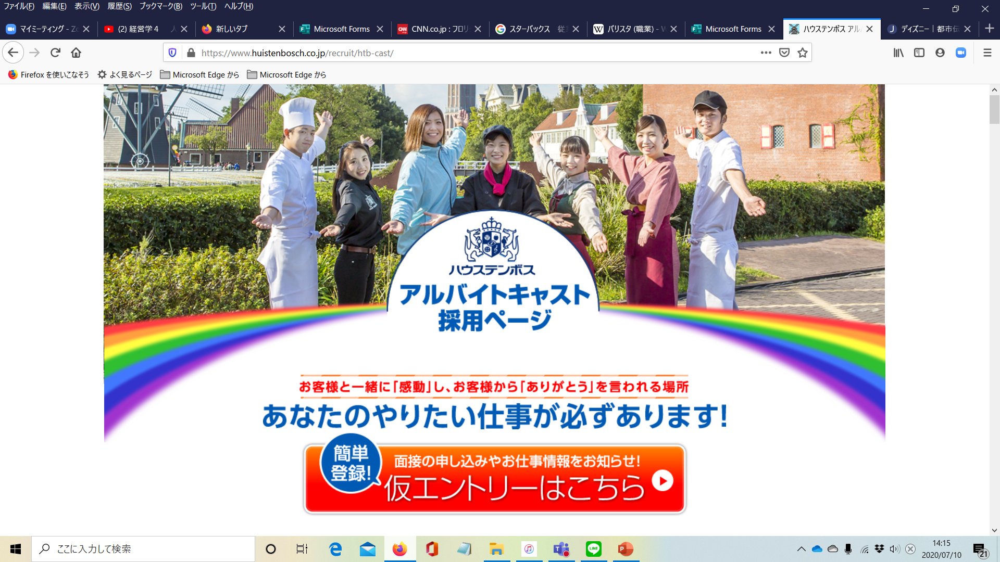 ファイル(F) 編集(E) 表示(V) 履歴(S) ブックマーク(B) ツール(T) ヘルプ(H)
マイミーティング - Zo
(2) 経営学４ 人
新しいタブ
Microsoft Forms
CNN.co.jp : フロリ
スターバックス 従
バリスタ (職業) - W
Microsoft Forms
ハウステンボス アル
ディズニー｜都市伝
https://www.huistenbosch.co.jp/recruit/htb-cast/
Firefox を使いこなそう よく見るページ Microsoft Edge から Microsoft Edge から
ハウステンボス
アルバイトキャスト
採用ページ
お客様と一緒に「感動」し、お客様から「ありがとう」を言われる場所
あなたのやりたい仕事が必ずあります!
簡単
登録!
面接の申し込みやお仕事情報をお知らせ!
仮エントリーはこちら
ここに入力して検索
14:15
2020/07/10
21